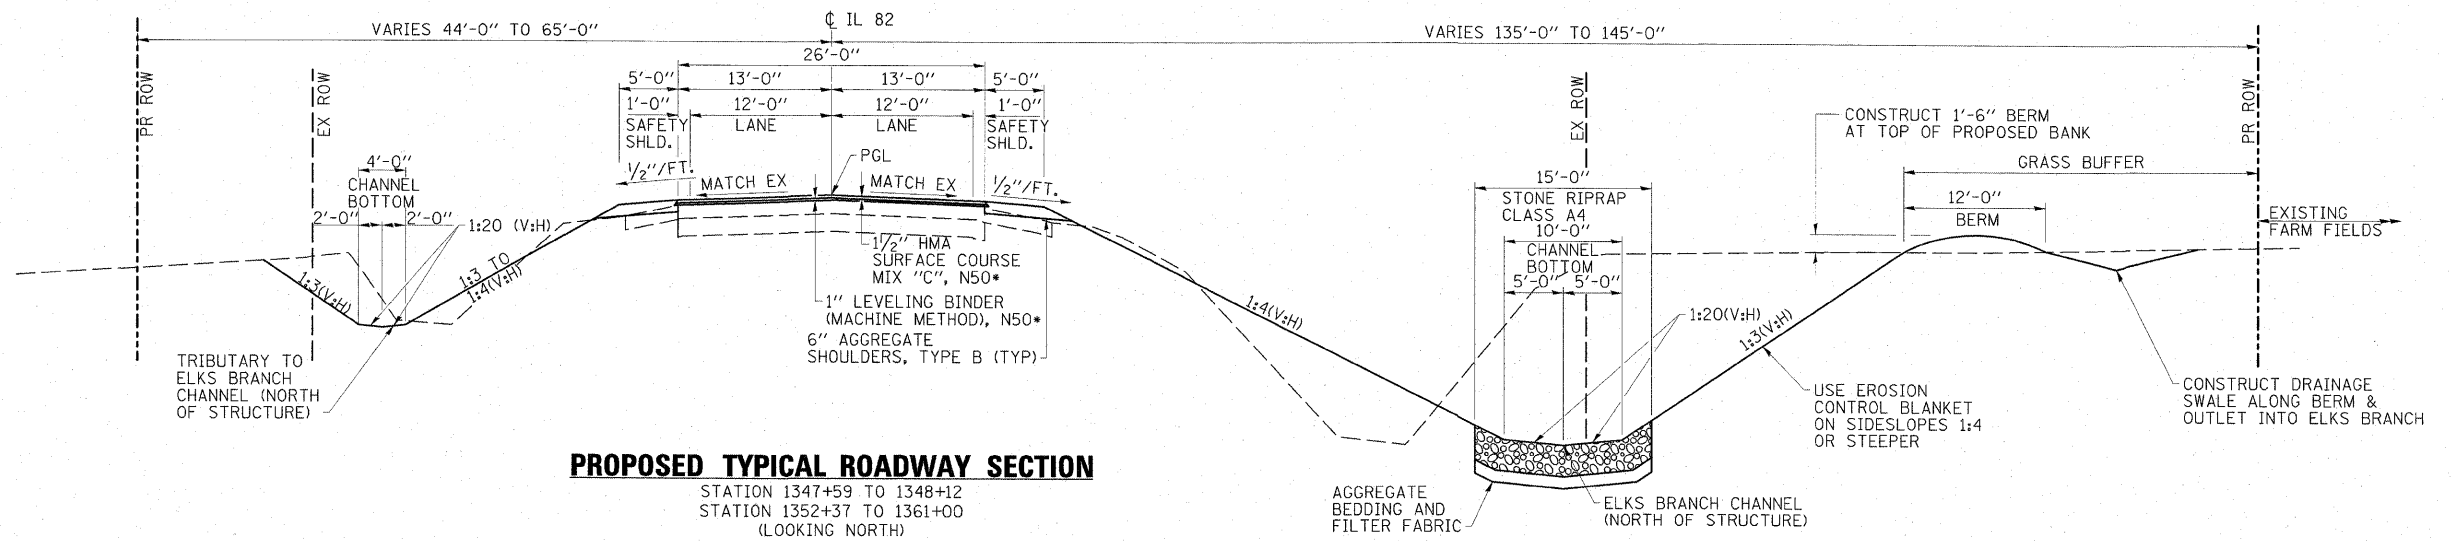 ℄ IL 82
VARIES 44'-0" TO 65'-0"
VARIES 135'-0" TO 145'-0"
26'-0"
5'-0"
13'-0"
13'-0"
5'-0"
1'-0"
12'-0"
12'-0"
1'-0"
SAFETY
SHLD.
LANE
LANE
SAFETY
SHLD.
PR ROW
EX ROW
EX ROW
PR ROW
PGL
1/2"/FT.
MATCH EX
MATCH EX
1/2"/FT.
4'-0"
CHANNEL
BOTTOM
2'-0"
2'-0"
1:20 (V:H)
1:3(V:H)
1:3 TO
1:4(V:H)
TRIBUTARY TO
ELKS BRANCH
CHANNEL (NORTH
OF STRUCTURE)
1 1/2" HMA
SURFACE COURSE
MIX "C", N50*
1" LEVELING BINDER
(MACHINE METHOD), N50*
6" AGGREGATE
SHOULDERS, TYPE B (TYP)
1:4(V:H)
15'-0"
STONE RIPRAP
CLASS A4
10'-0"
CHANNEL
BOTTOM
5'-0"
5'-0"
1:20(V:H)
1:3(V:H)
CONSTRUCT 1'-6" BERM
AT TOP OF PROPOSED BANK
GRASS BUFFER
12'-0"
BERM
EXISTING
FARM FIELDS
USE EROSION
CONTROL BLANKET
ON SIDESLOPES 1:4
OR STEEPER
CONSTRUCT DRAINAGE
SWALE ALONG BERM &
OUTLET INTO ELKS BRANCH
AGGREGATE
BEDDING AND
FILTER FABRIC
ELKS BRANCH CHANNEL
(NORTH OF STRUCTURE)
PROPOSED TYPICAL ROADWAY SECTION
STATION 1347+59 TO 1348+12
STATION 1352+37 TO 1361+00
(LOOKING NORTH)